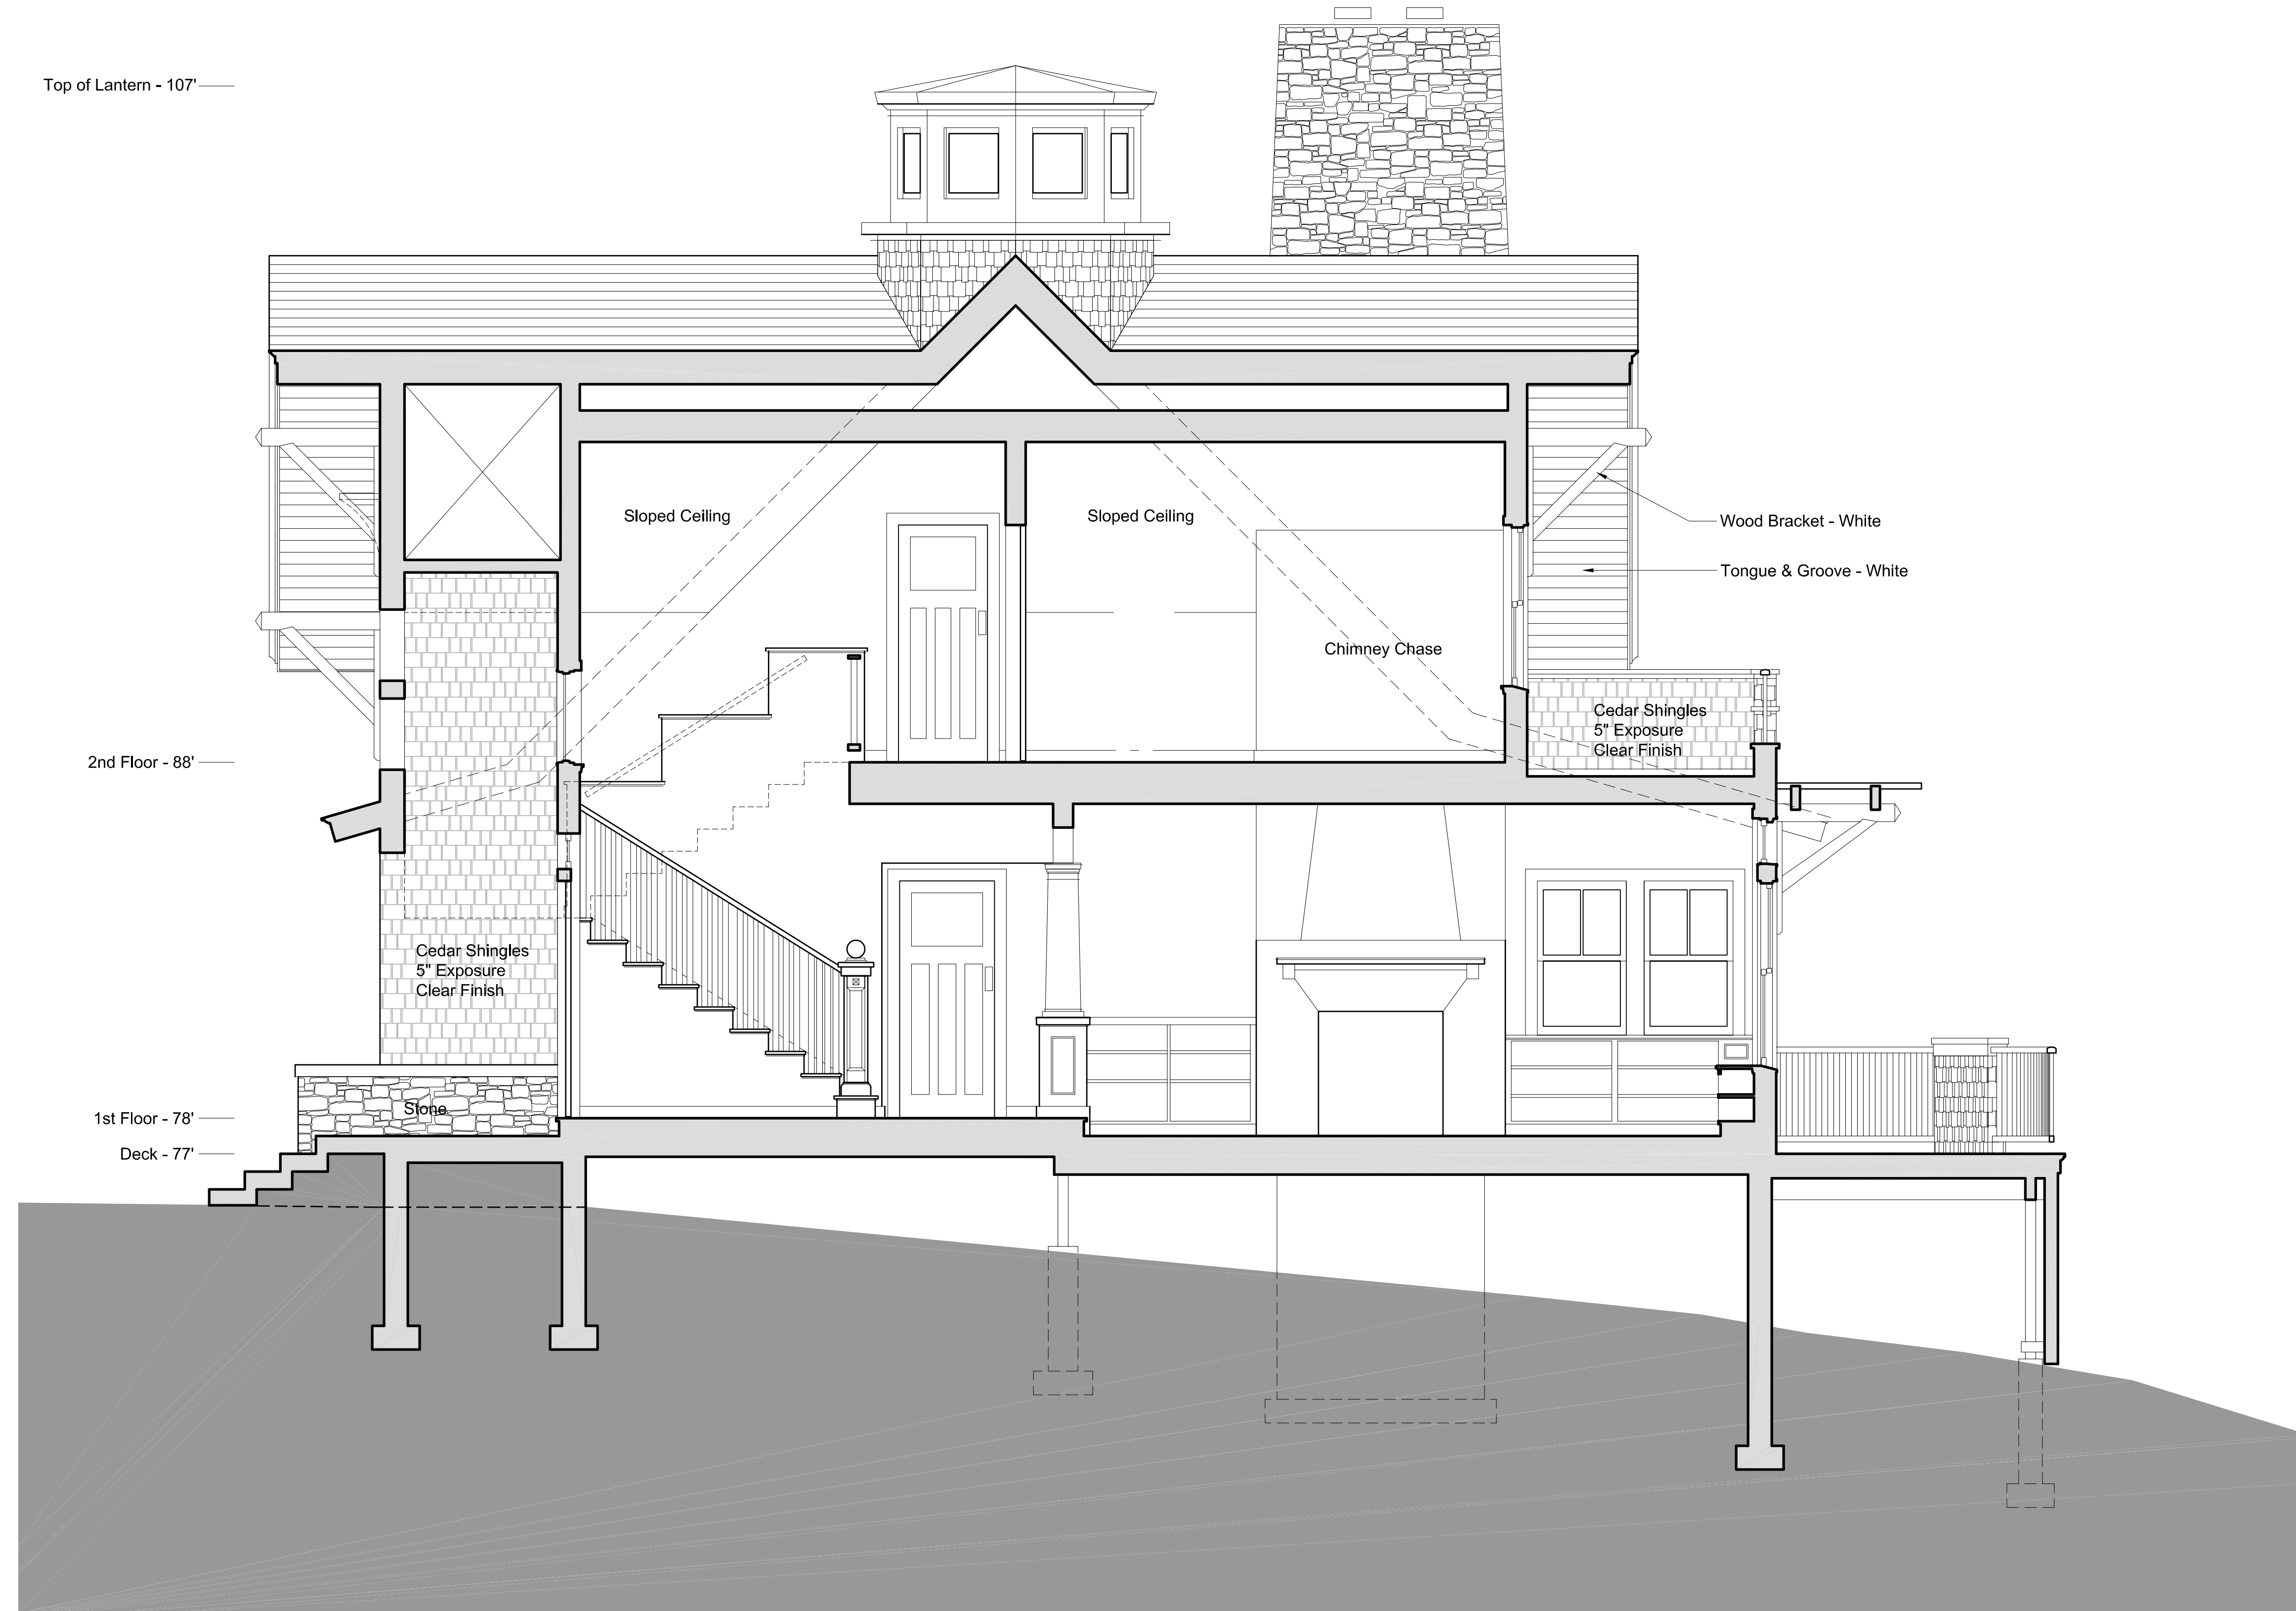 Top of Lantern - 107'
Sloped Ceiling
Sloped Ceiling
Wood Bracket - White
Tongue & Groove - White
Chimney Chase
Cedar Shingles
5" Exposure
Clear Finish
2nd Floor - 88'
Cedar Shingles
5" Exposure
Clear Finish
Stone
1st Floor - 78'
Deck - 77'